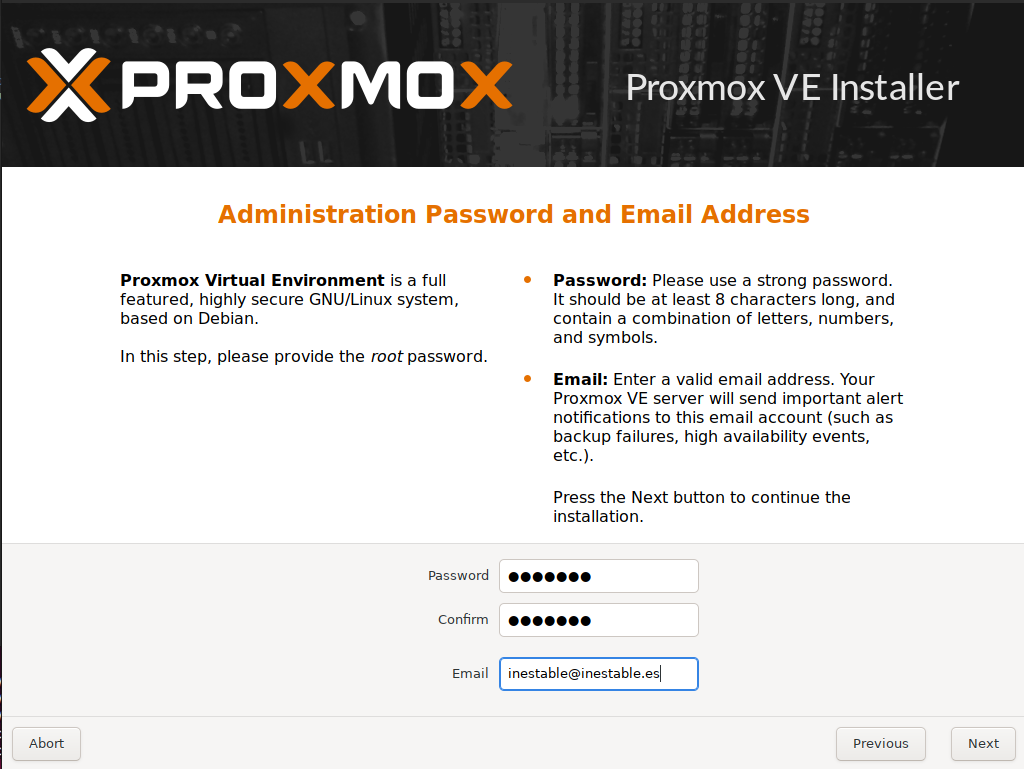 PROXMOX
Proxmox VE Installer
Administration Password and Email Address
Proxmox Virtual Environment is a full
featured, highly secure GNU/Linux system,
based on Debian.
In this step, please provide the root password.
Password: Please use a strong password.
It should be at least 8 characters long, and
contain a combination of letters, numbers,
and symbols.
Email: Enter a valid email address. Your
Proxmox VE server will send important alert
notifications to this email account (such as
backup failures, high availability events,
etc.).
Press the Next button to continue the
installation.
Password ●●●●●●●
Confirm ●●●●●●●
Email inestable@inestable.es
Abort Previous Next